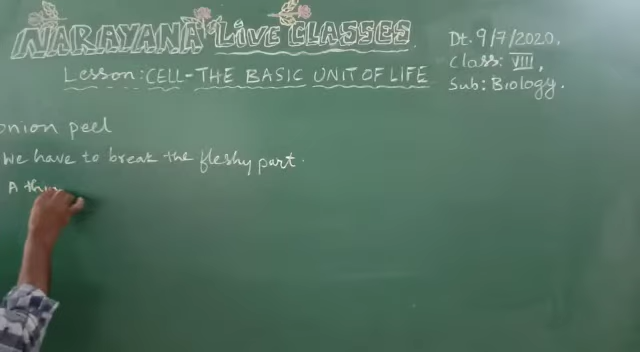 NARAYANA LIVE CLASSES
Dt. 9/7/2020,
Lesson: CELL-THE BASIC UNIT OF LIFE
Class: VIII,
Sub: Biology.
onion peel
We have to break the fleshy part.
A